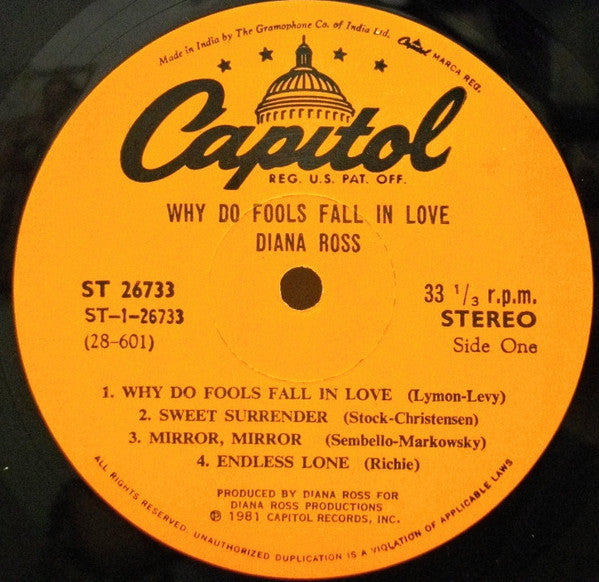 Made in India by The Gramophone Co. of India Ltd.
Capitol MARCA REG.
Capitol
REG. U.S. PAT. OFF.
WHY DO FOOLS FALL IN LOVE
DIANA ROSS
ST 26733
ST-1-26733
(28-601)
33 1/3 r.p.m.
STEREO
Side One
1. WHY DO FOOLS FALL IN LOVE (Lymon-Levy)
2. SWEET SURRENDER (Stock-Christensen)
3. MIRROR, MIRROR (Sembello-Markowsky)
4. ENDLESS LONE (Richie)
PRODUCED BY DIANA ROSS FOR
DIANA ROSS PRODUCTIONS
℗ 1981 CAPITOL RECORDS, INC.
ALL RIGHTS RESERVED. UNAUTHORIZED DUPLICATION IS A VIOLATION OF APPLICABLE LAWS